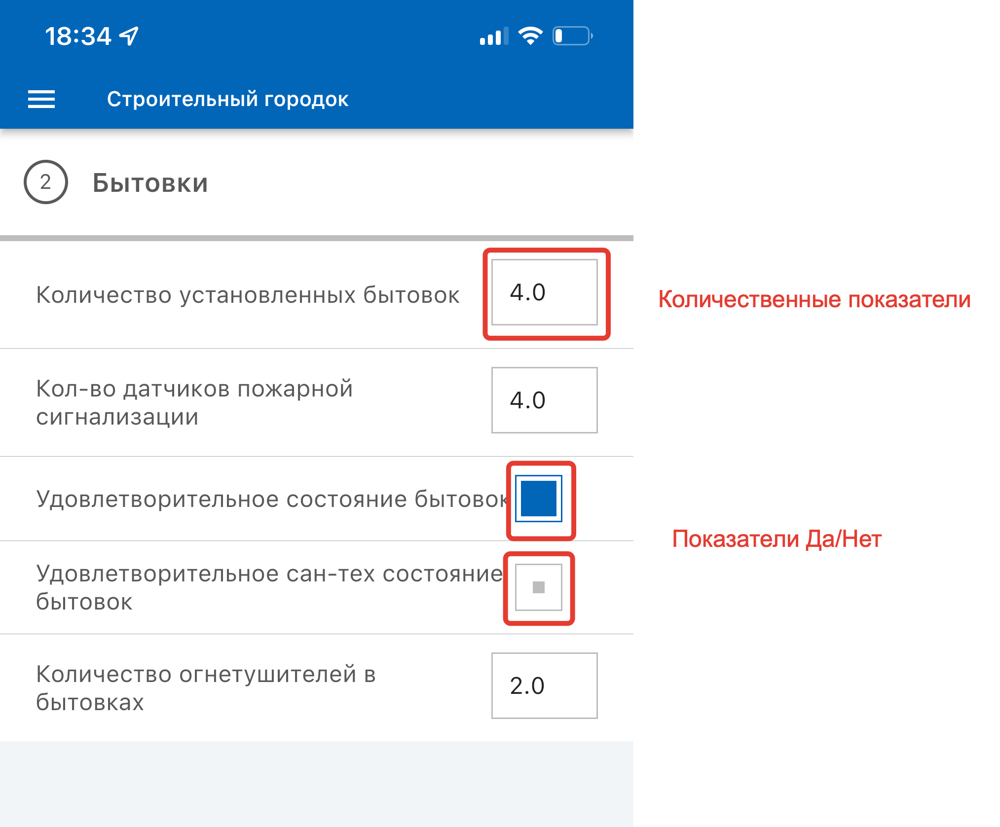 18:34
Строительный городок
2 Бытовки
Количество установленных бытовок 4.0
Количественные показатели
Кол-во датчиков пожарной
сигнализации
4.0
Удовлетворительное состояние бытовок
Показатели Да/Нет
Удовлетворительное сан-тех состояние
бытовок
Количество огнетушителей в
бытовках
2.0